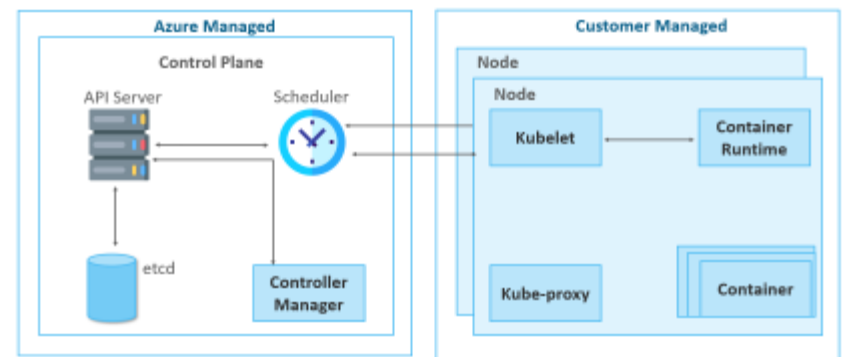 Azure Managed
Control Plane
API Server
Scheduler
etcd
Controller
Manager
Customer Managed
Node
Node
Kubelet
Container
Runtime
Kube-proxy
Container